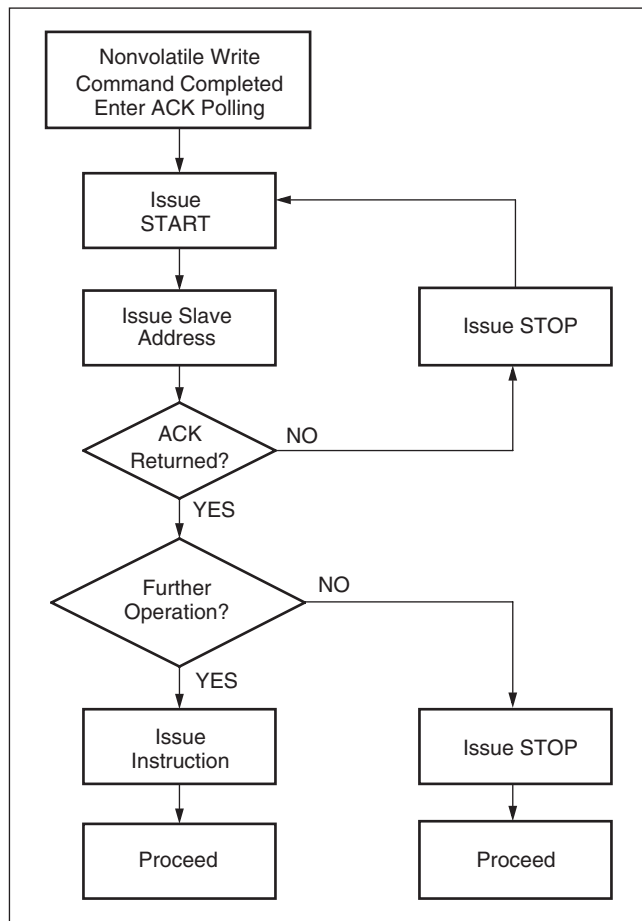 Nonvolatile Write
Command Completed
Enter ACK Polling
Issue
START
Issue Slave
Address
Issue STOP
ACK
Returned?
NO
YES
Further
Operation?
NO
YES
Issue
Instruction
Issue STOP
Proceed
Proceed